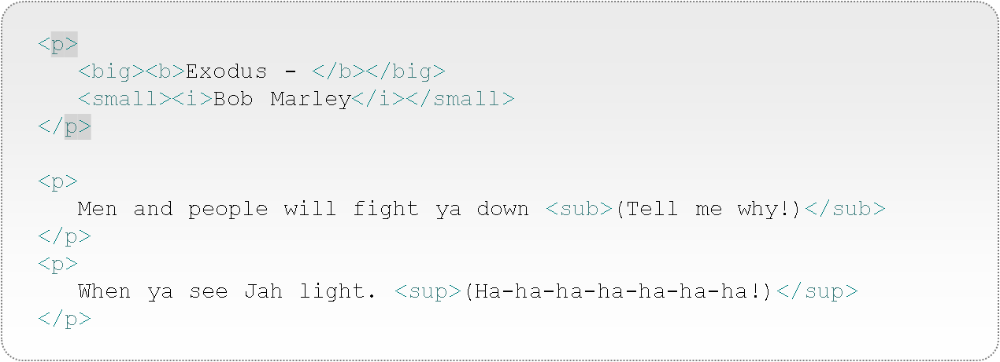 <p>
<big><b>Exodus - </b></big>
<small><i>Bob Marley</i></small>
</p>
<p>
Men and people will fight ya down <sub>(Tell me why!)</sub>
</p>
<p>
When ya see Jah light. <sup>(Ha-ha-ha-ha-ha-ha-ha!)</sup>
</p>